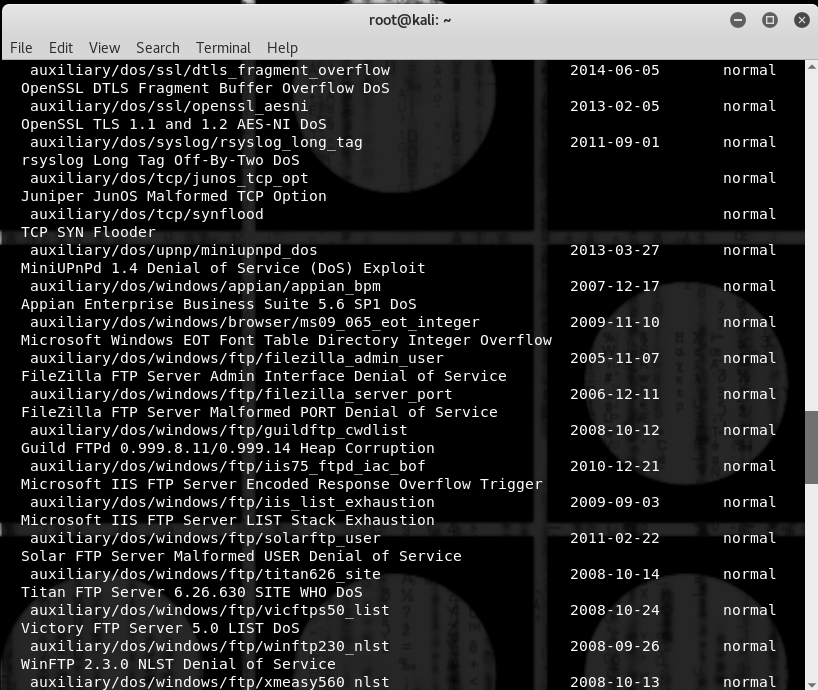 root@kali: ~
File Edit View Search Terminal Help
auxiliary/dos/ssl/dtls_fragment_overflow 2014-06-05 normal
OpenSSL DTLS Fragment Buffer Overflow DoS
auxiliary/dos/ssl/openssl_aesni 2013-02-05 normal
OpenSSL TLS 1.1 and 1.2 AES-NI DoS
auxiliary/dos/syslog/rsyslog_long_tag 2011-09-01 normal
rsyslog Long Tag Off-By-Two DoS
auxiliary/dos/tcp/junos_tcp_opt normal
Juniper JunOS Malformed TCP Option
auxiliary/dos/tcp/synflood normal
TCP SYN Flooder
auxiliary/dos/upnp/miniupnpd_dos 2013-03-27 normal
MiniUPnPd 1.4 Denial of Service (DoS) Exploit
auxiliary/dos/windows/appian/appian_bpm 2007-12-17 normal
Appian Enterprise Business Suite 5.6 SP1 DoS
auxiliary/dos/windows/browser/ms09_065_eot_integer 2009-11-10 normal
Microsoft Windows EOT Font Table Directory Integer Overflow
auxiliary/dos/windows/ftp/filezilla_admin_user 2005-11-07 normal
FileZilla FTP Server Admin Interface Denial of Service
auxiliary/dos/windows/ftp/filezilla_server_port 2006-12-11 normal
FileZilla FTP Server Malformed PORT Denial of Service
auxiliary/dos/windows/ftp/guildftp_cwdlist 2008-10-12 normal
Guild FTPd 0.999.8.11/0.999.14 Heap Corruption
auxiliary/dos/windows/ftp/iis75_ftpd_iac_bof 2010-12-21 normal
Microsoft IIS FTP Server Encoded Response Overflow Trigger
auxiliary/dos/windows/ftp/iis_list_exhaustion 2009-09-03 normal
Microsoft IIS FTP Server LIST Stack Exhaustion
auxiliary/dos/windows/ftp/solarftp_user 2011-02-22 normal
Solar FTP Server Malformed USER Denial of Service
auxiliary/dos/windows/ftp/titan626_site 2008-10-14 normal
Titan FTP Server 6.26.630 SITE WHO DoS
auxiliary/dos/windows/ftp/vicftps50_list 2008-10-24 normal
Victory FTP Server 5.0 LIST DoS
auxiliary/dos/windows/ftp/winftp230_nlst 2008-09-26 normal
WinFTP 2.3.0 NLST Denial of Service
auxiliary/dos/windows/ftp/xmeasy560_nlst 2008-10-13 normal